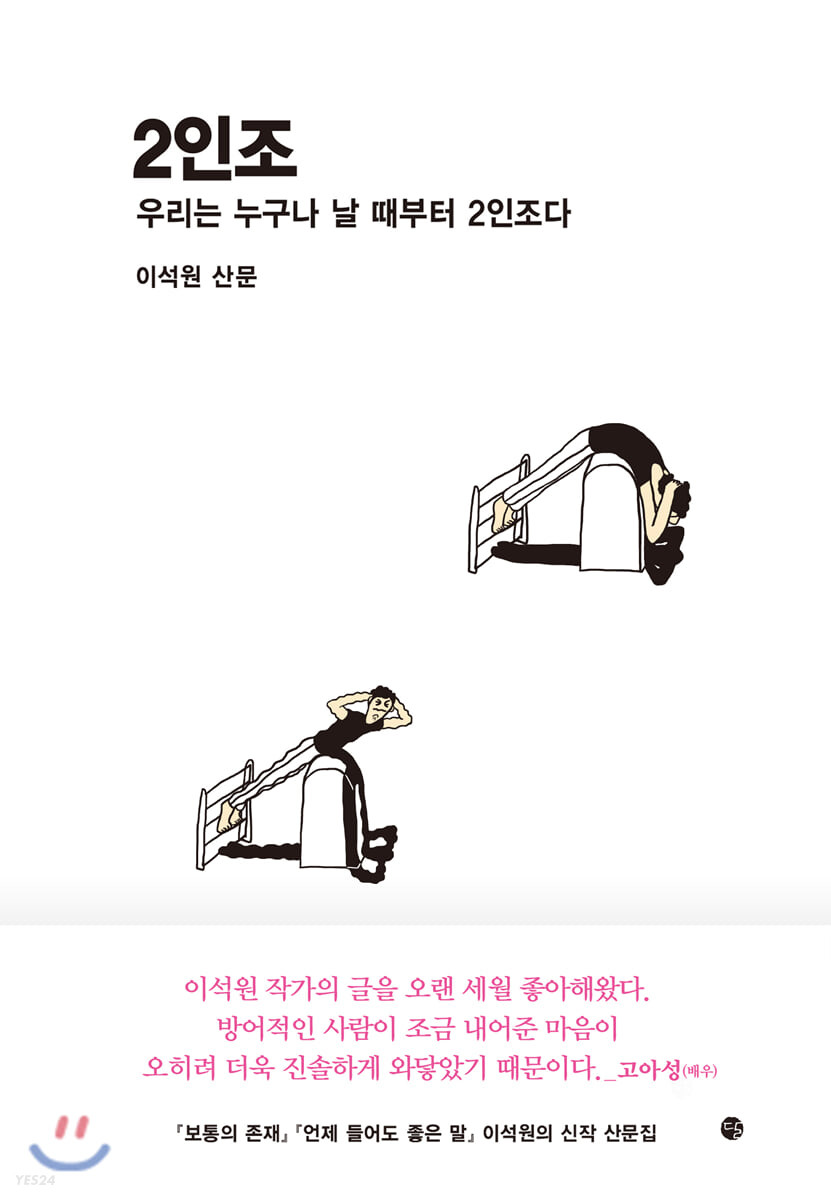 2인조
우리는 누구나 날 때부터 2인조다
이석원 산문
이석원 작가의 글을 오랜 세월 좋아해왔다.
방어적인 사람이 조금 내어준 마음이
오히려 더욱 진솔하게 와닿았기 때문이다._고아성(배우)
『보통의 존재』『언제 들어도 좋은 말』 이석원의 신작 산문집
달
YES24